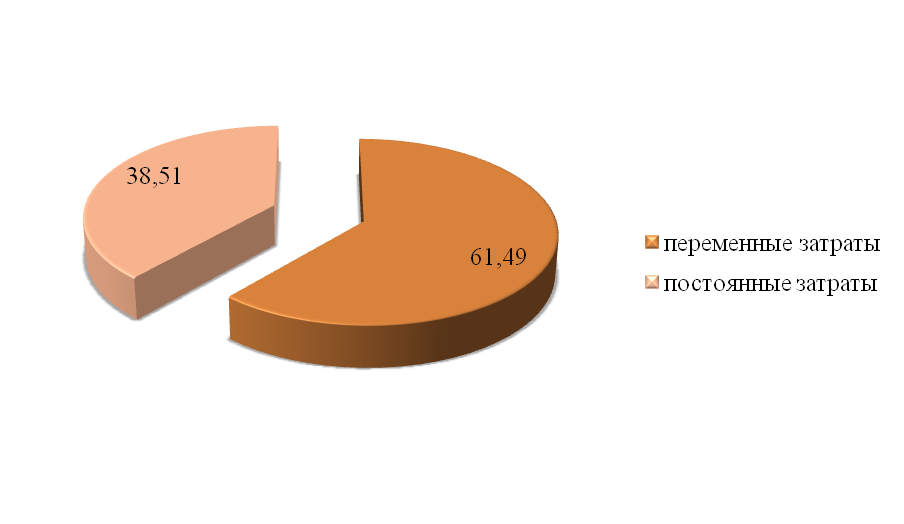 38,51
61,49
переменные затраты
постоянные затраты